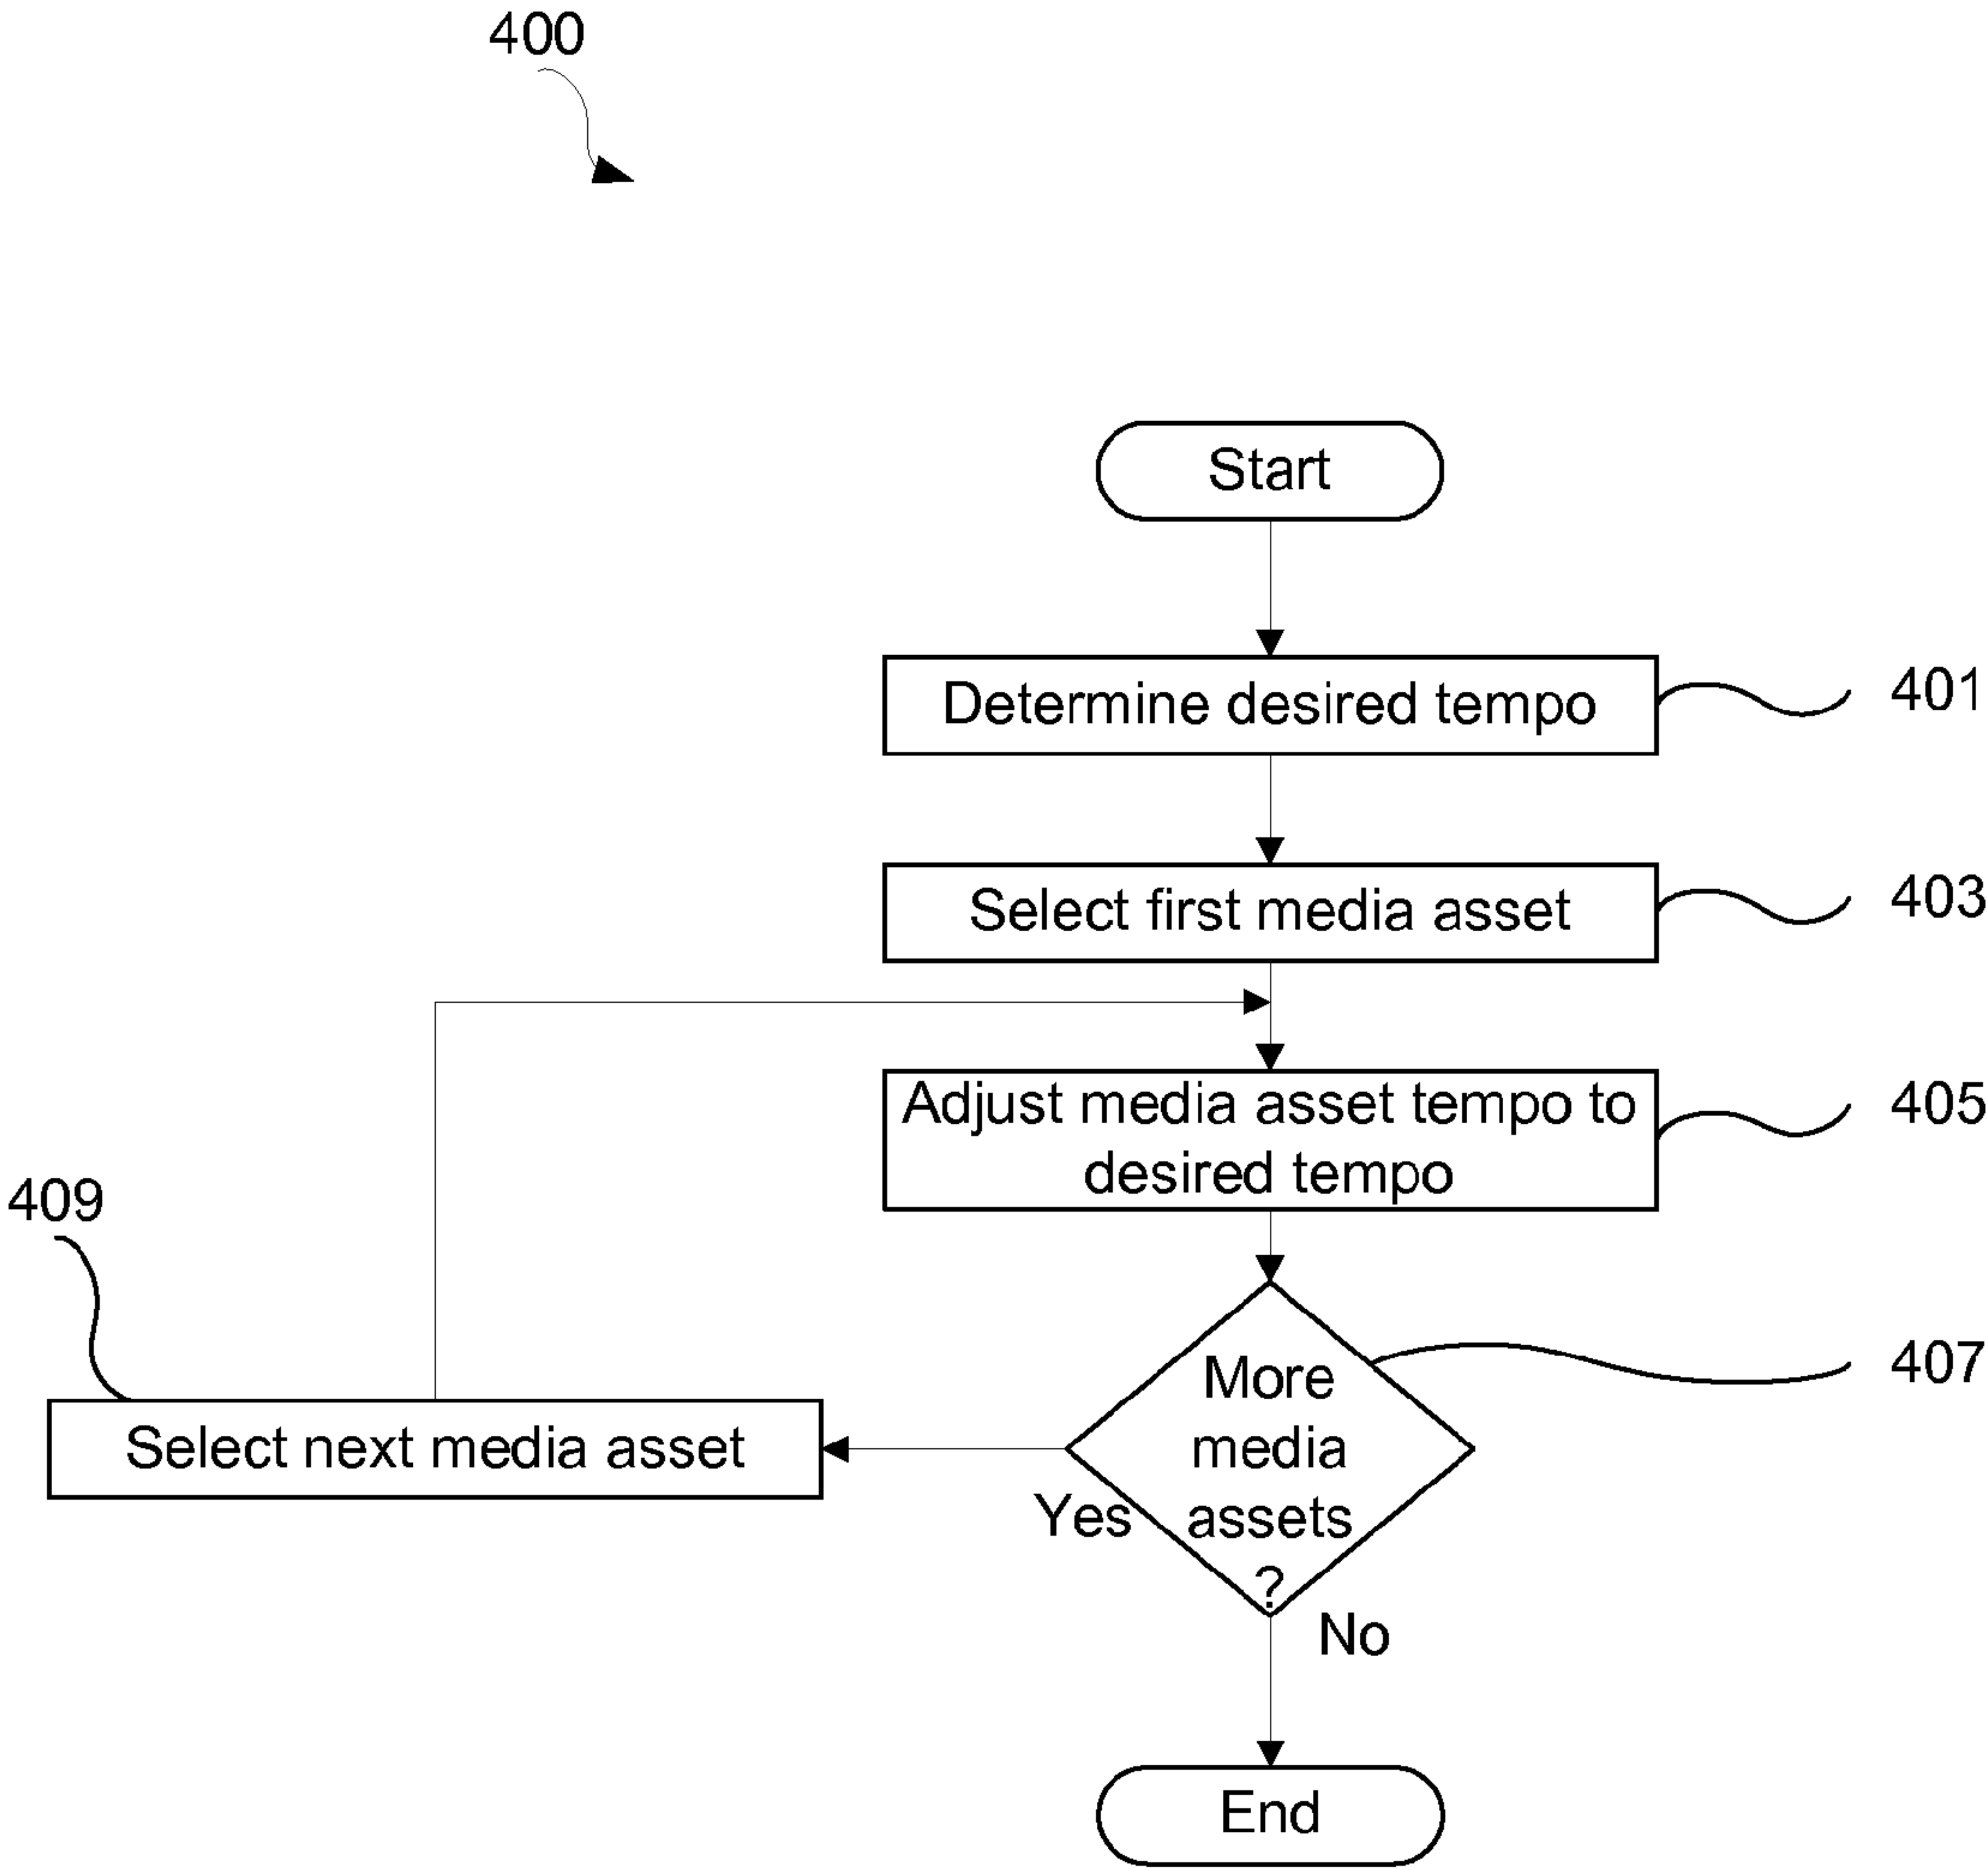 400
Start
Determine desired tempo
401
Select first media asset
403
Adjust media asset tempo to
desired tempo
405
409
More
media
assets
?
407
Select next media asset
Yes
No
End